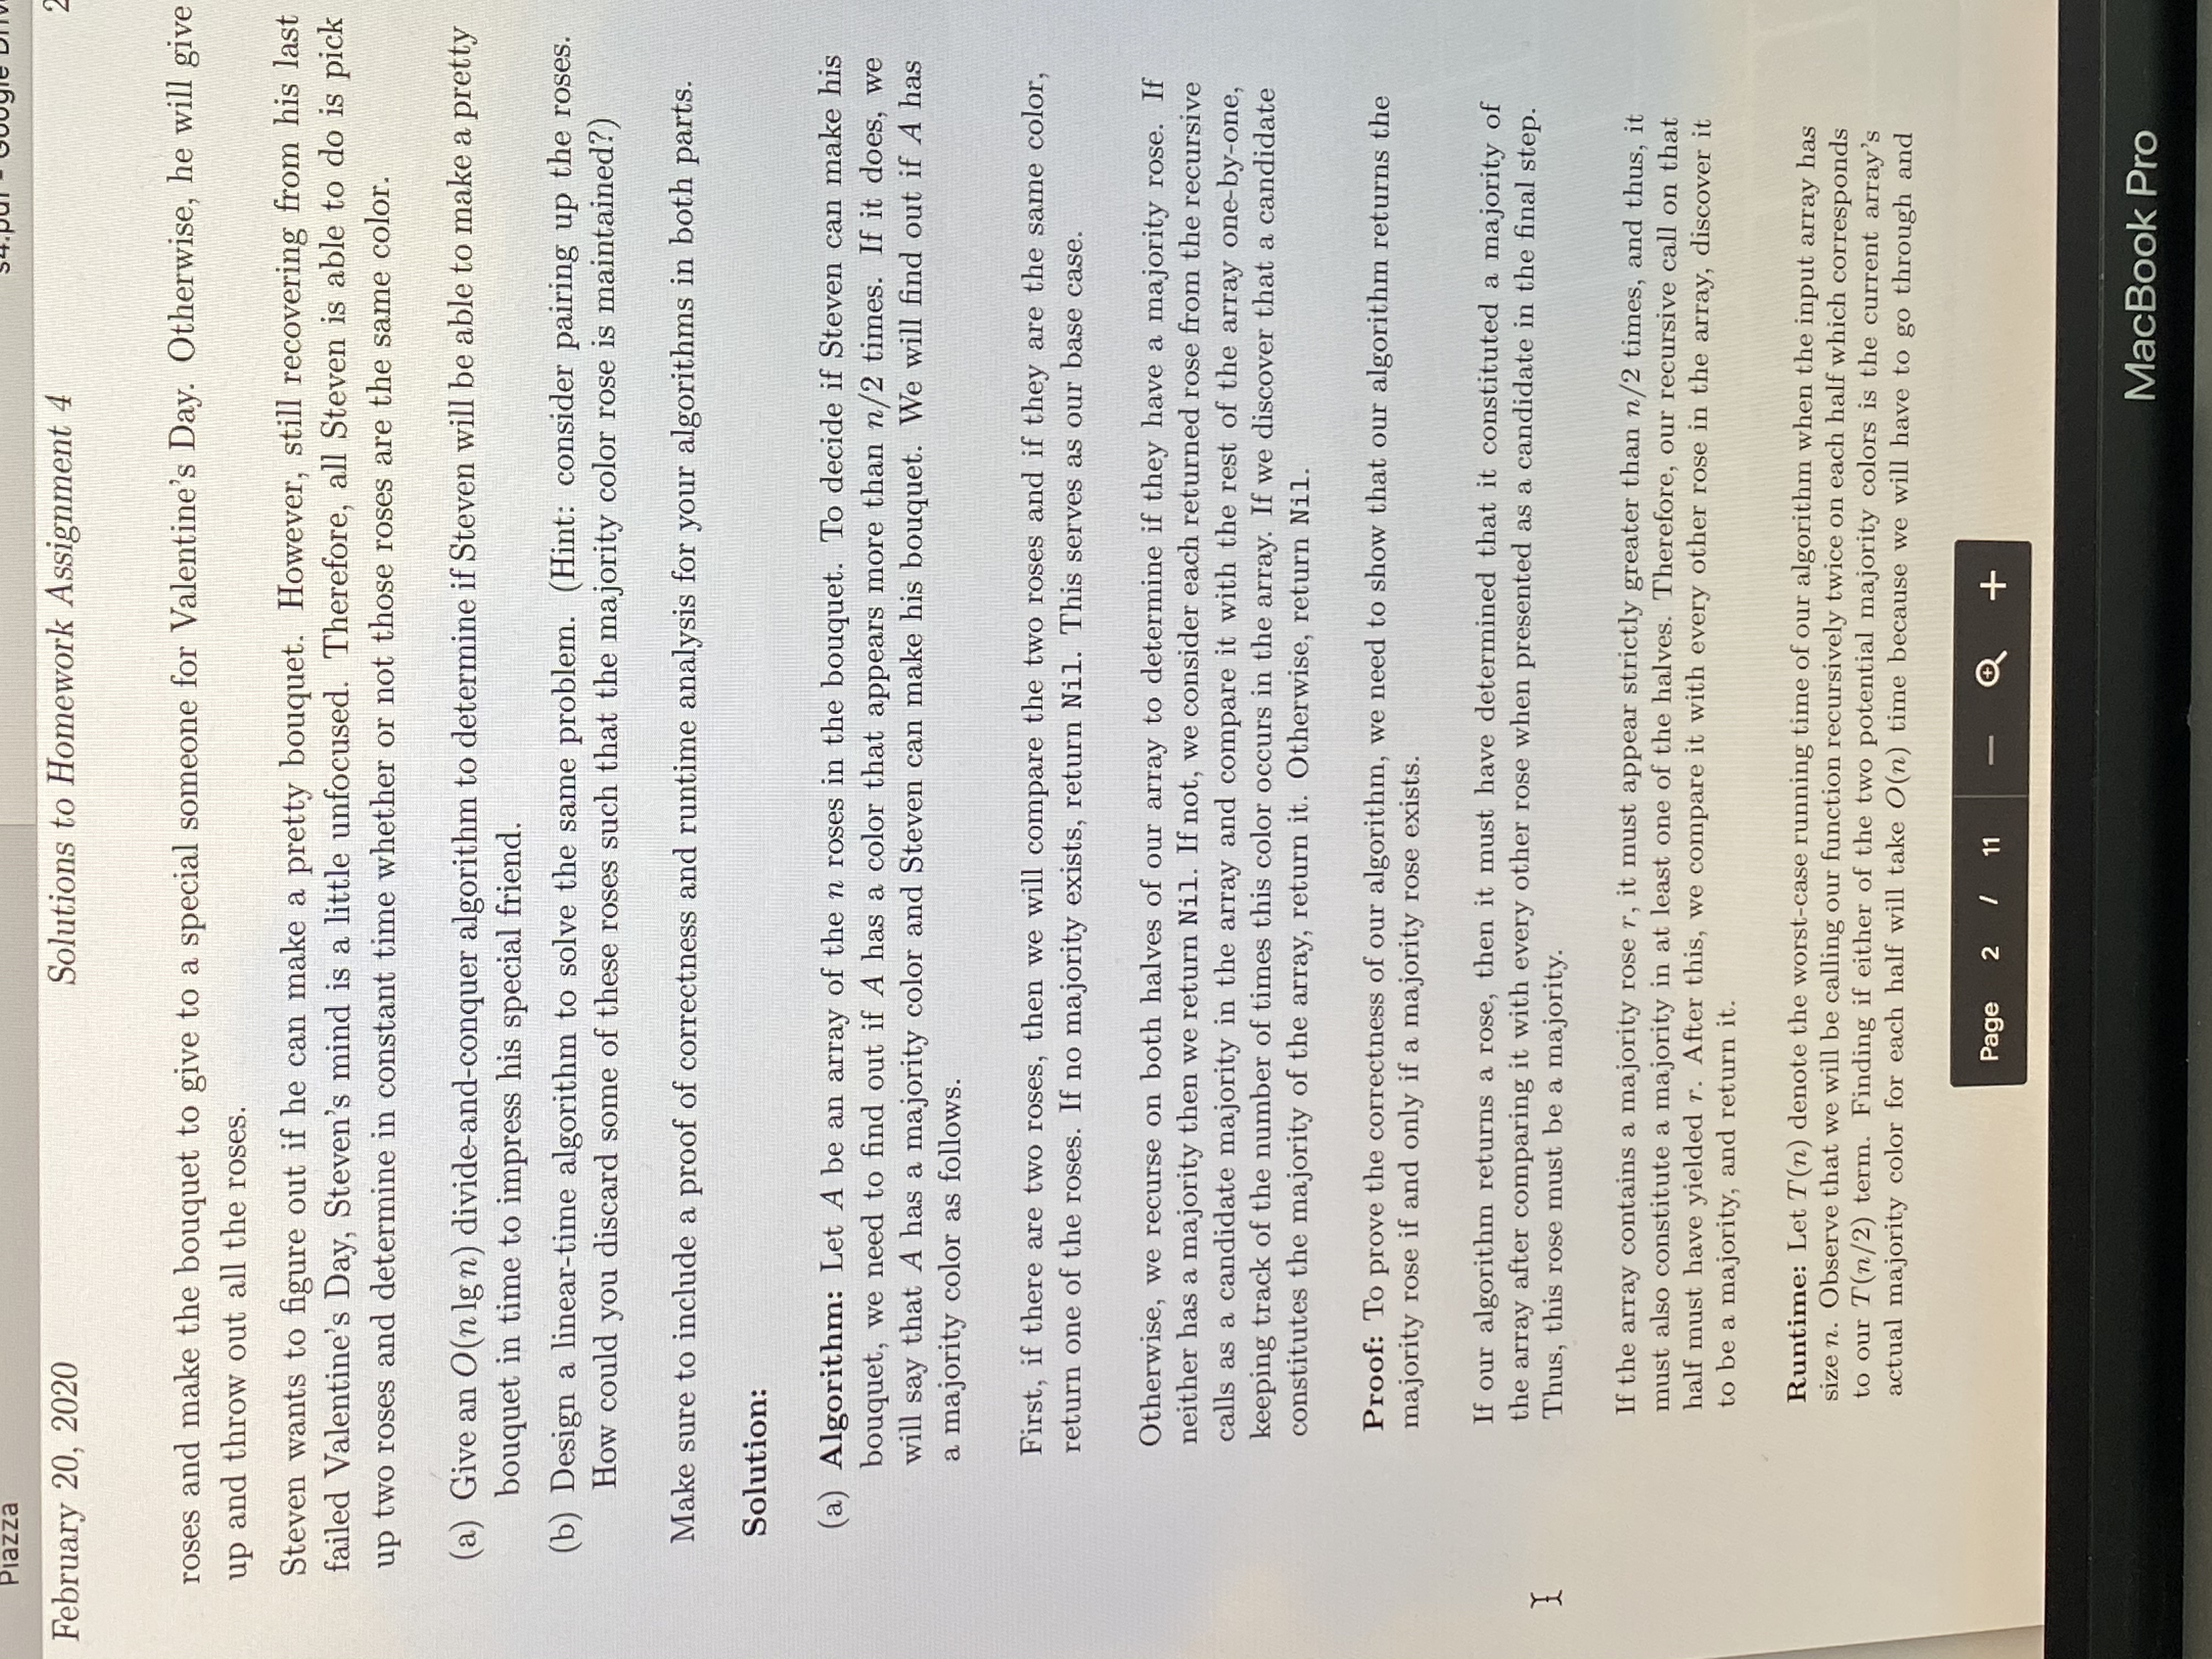 Piazza
February 20, 2020 Solutions to Homework Assignment 4 2
roses and make the bouquet to give to a special someone for Valentine's Day. Otherwise, he will give
up and throw out all the roses.
Steven wants to figure out if he can make a pretty bouquet. However, still recovering from his last
failed Valentine's Day, Steven's mind is a little unfocused. Therefore, all Steven is able to do is pick
up two roses and determine in constant time whether or not those roses are the same color.
(a) Give an O(n lg n) divide-and-conquer algorithm to determine if Steven will be able to make a pretty
bouquet in time to impress his special friend.
(b) Design a linear-time algorithm to solve the same problem. (Hint: consider pairing up the roses.
How could you discard some of these roses such that the majority color rose is maintained?)
Make sure to include a proof of correctness and runtime analysis for your algorithms in both parts.
Solution:
(a) Algorithm: Let A be an array of the n roses in the bouquet. To decide if Steven can make his
bouquet, we need to find out if A has a color that appears more than n/2 times. If it does, we
will say that A has a majority color and Steven can make his bouquet. We will find out if A has
a majority color as follows.
First, if there are two roses, then we will compare the two roses and if they are the same color,
return one of the roses. If no majority exists, return Nil. This serves as our base case.
Otherwise, we recurse on both halves of our array to determine if they have a majority rose. If
neither has a majority then we return Nil. If not, we consider each returned rose from the recursive
calls as a candidate majority in the array and compare it with the rest of the array one-by-one,
keeping track of the number of times this color occurs in the array. If we discover that a candidate
constitutes the majority of the array, return it. Otherwise, return Nil.
Proof: To prove the correctness of our algorithm, we need to show that our algorithm returns the
majority rose if and only if a majority rose exists.
If our algorithm returns a rose, then it must have determined that it constituted a majority of
the array after comparing it with every other rose when presented as a candidate in the final step.
Thus, this rose must be a majority.
If the array contains a majority rose r, it must appear strictly greater than n/2 times, and thus, it
must also constitute a majority in at least one of the halves. Therefore, our recursive call on that
half must have yielded r. After this, we compare it with every other rose in the array, discover it
to be a majority, and return it.
Runtime: Let T(n) denote the worst-case running time of our algorithm when the input array has
size n. Observe that we will be calling our function recursively twice on each half which corresponds
to our T(n/2) term. Finding if either of the two potential majority colors is the current array's
actual majority color for each half will take O(n) time because we will have to go through and
Page 2 / 11 — +
MacBook Pro